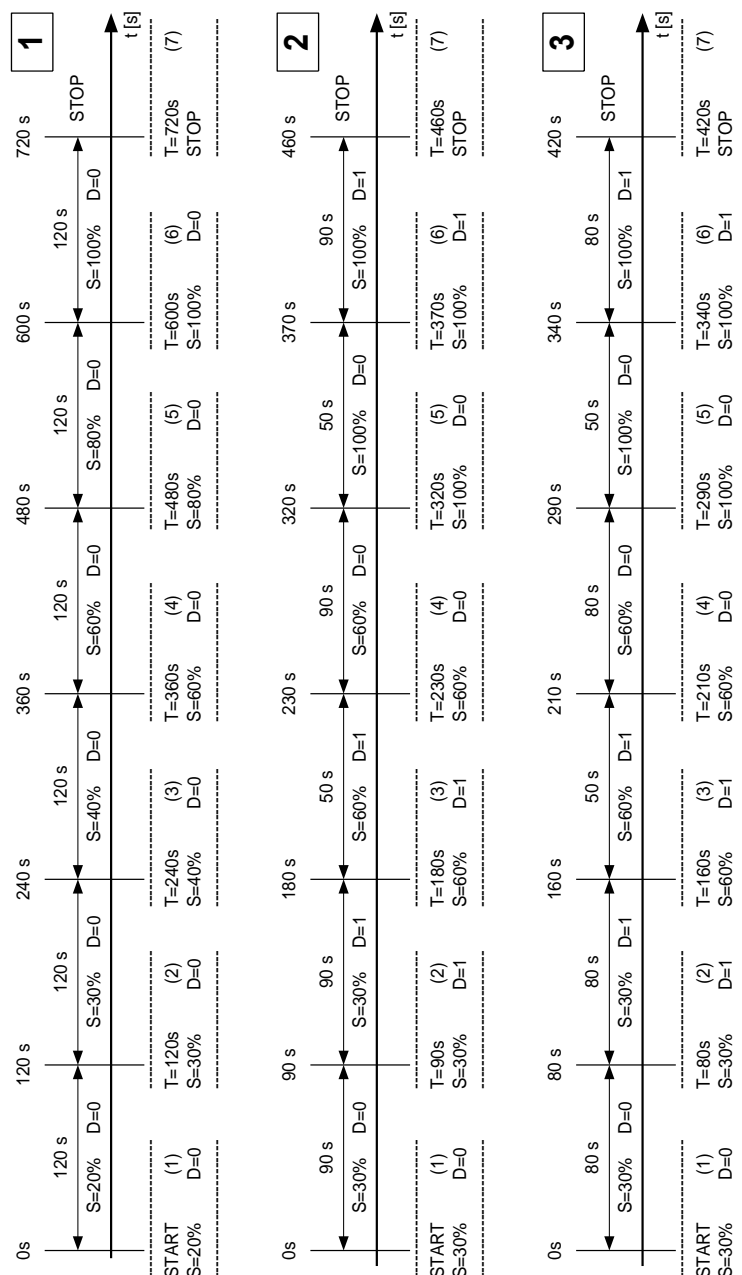 1
0s
120 s
240 s
360 s
480 s
600 s
720 s
120 s
120 s
120 s
120 s
120 s
120 s
STOP
S=20% D=0
S=30% D=0
S=40% D=0
S=60% D=0
S=80% D=0
S=100% D=0
t [s]
START (1)
S=20% D=0
T=120s (2)
S=30% D=0
T=240s (3)
S=40% D=0
T=360s (4)
S=60% D=0
T=480s (5)
S=80% D=0
T=600s (6)
S=100% D=0
T=720s (7)
STOP
2
0s
90 s
180 s
230 s
320 s
370 s
460 s
90 s
90 s
50 s
90 s
50 s
90 s
STOP
S=30% D=0
S=30% D=1
S=60% D=1
S=60% D=0
S=100% D=0
S=100% D=1
t [s]
START (1)
S=30% D=0
T=90s (2)
S=30% D=1
T=180s (3)
S=60% D=1
T=230s (4)
S=60% D=0
T=320s (5)
S=100% D=0
T=370s (6)
S=100% D=1
T=460s (7)
STOP
3
0s
80 s
160 s
210 s
290 s
340 s
420 s
80 s
80 s
50 s
80 s
50 s
80 s
STOP
S=30% D=0
S=30% D=1
S=60% D=1
S=60% D=0
S=100% D=0
S=100% D=1
t [s]
START (1)
S=30% D=0
T=80s (2)
S=30% D=1
T=160s (3)
S=60% D=1
T=210s (4)
S=60% D=0
T=290s (5)
S=100% D=0
T=340s (6)
S=100% D=1
T=420s (7)
STOP